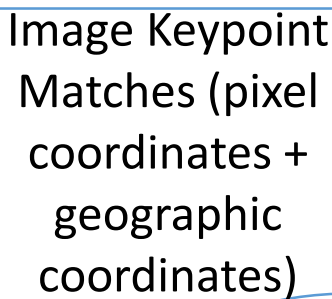 Image Keypoint
Matches (pixel
coordinates +
geographic
coordinates)